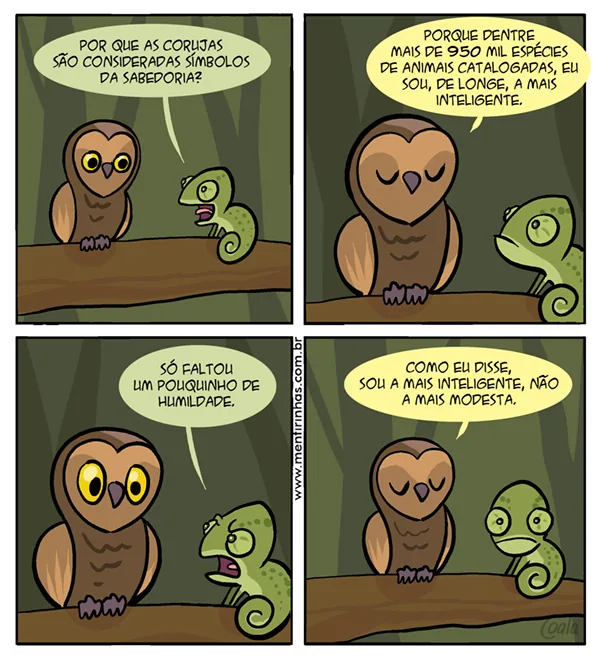 POR QUE AS CORUJAS
SÃO CONSIDERADAS SÍMBOLOS
DA SABEDORIA?
PORQUE DENTRE
MAIS DE 950 MIL ESPÉCIES
DE ANIMAIS CATALOGADAS, EU
SOU, DE LONGE, A MAIS
INTELIGENTE.
SÓ FALTOU
UM POUQUINHO DE
HUMILDADE.
www.mentirinhas.com.br
COMO EU DISSE,
SOU A MAIS INTELIGENTE, NÃO
A MAIS MODESTA.
Coala